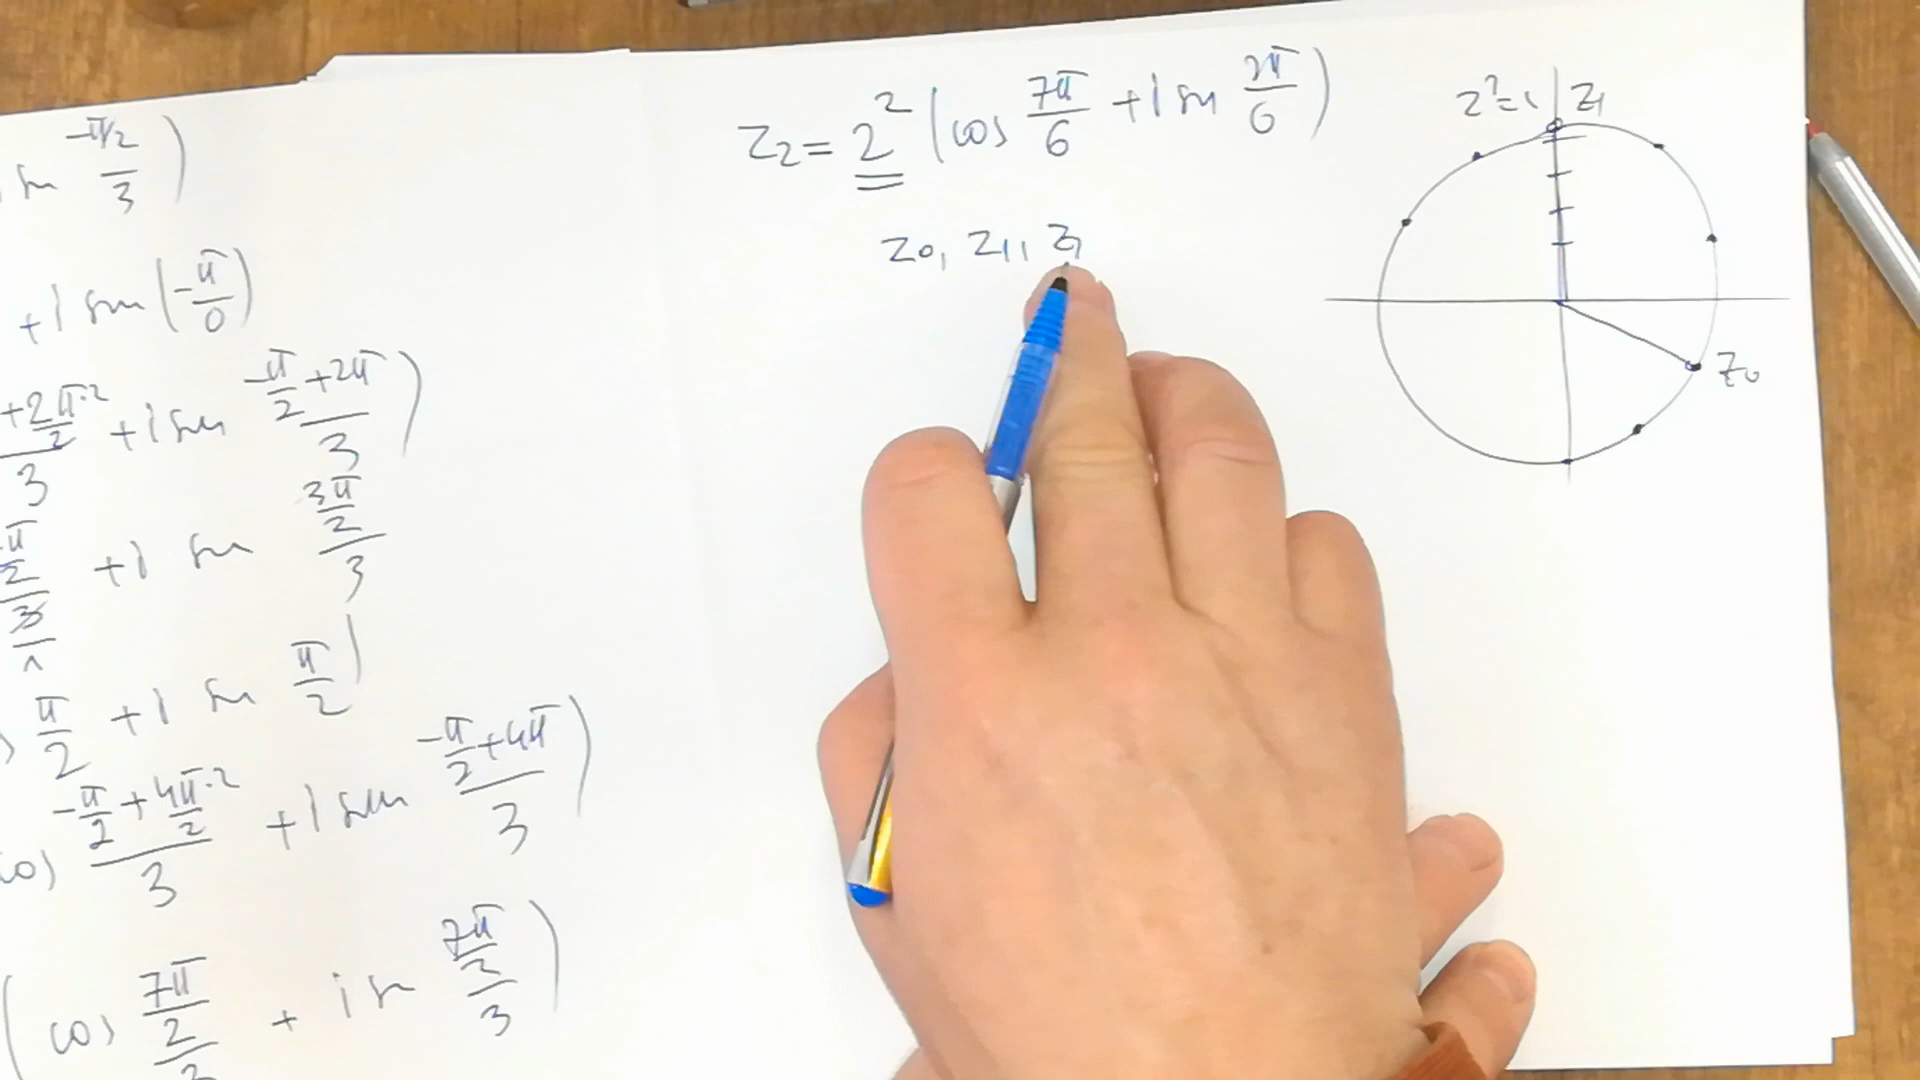 i sin (-π/2)/3 )
+ i sin (-π/6)
+ 2π·2/2 / 3 + i sin (-π/2 + 2π)/3 )
π/2 / 3 / 1 + i sin (3π/2)/3
π/2 + i sin π/2 )
cos (-π/2 + 4π·2/2)/3 + i sin (-π/2 + 4π)/3 )
( cos (7π/2)/3 + i sin (7π/2)/3 )
z2 = 2² ( cos 7π/6 + i sin 7π/6 )
z0, z1, z
z²=i z1
z0